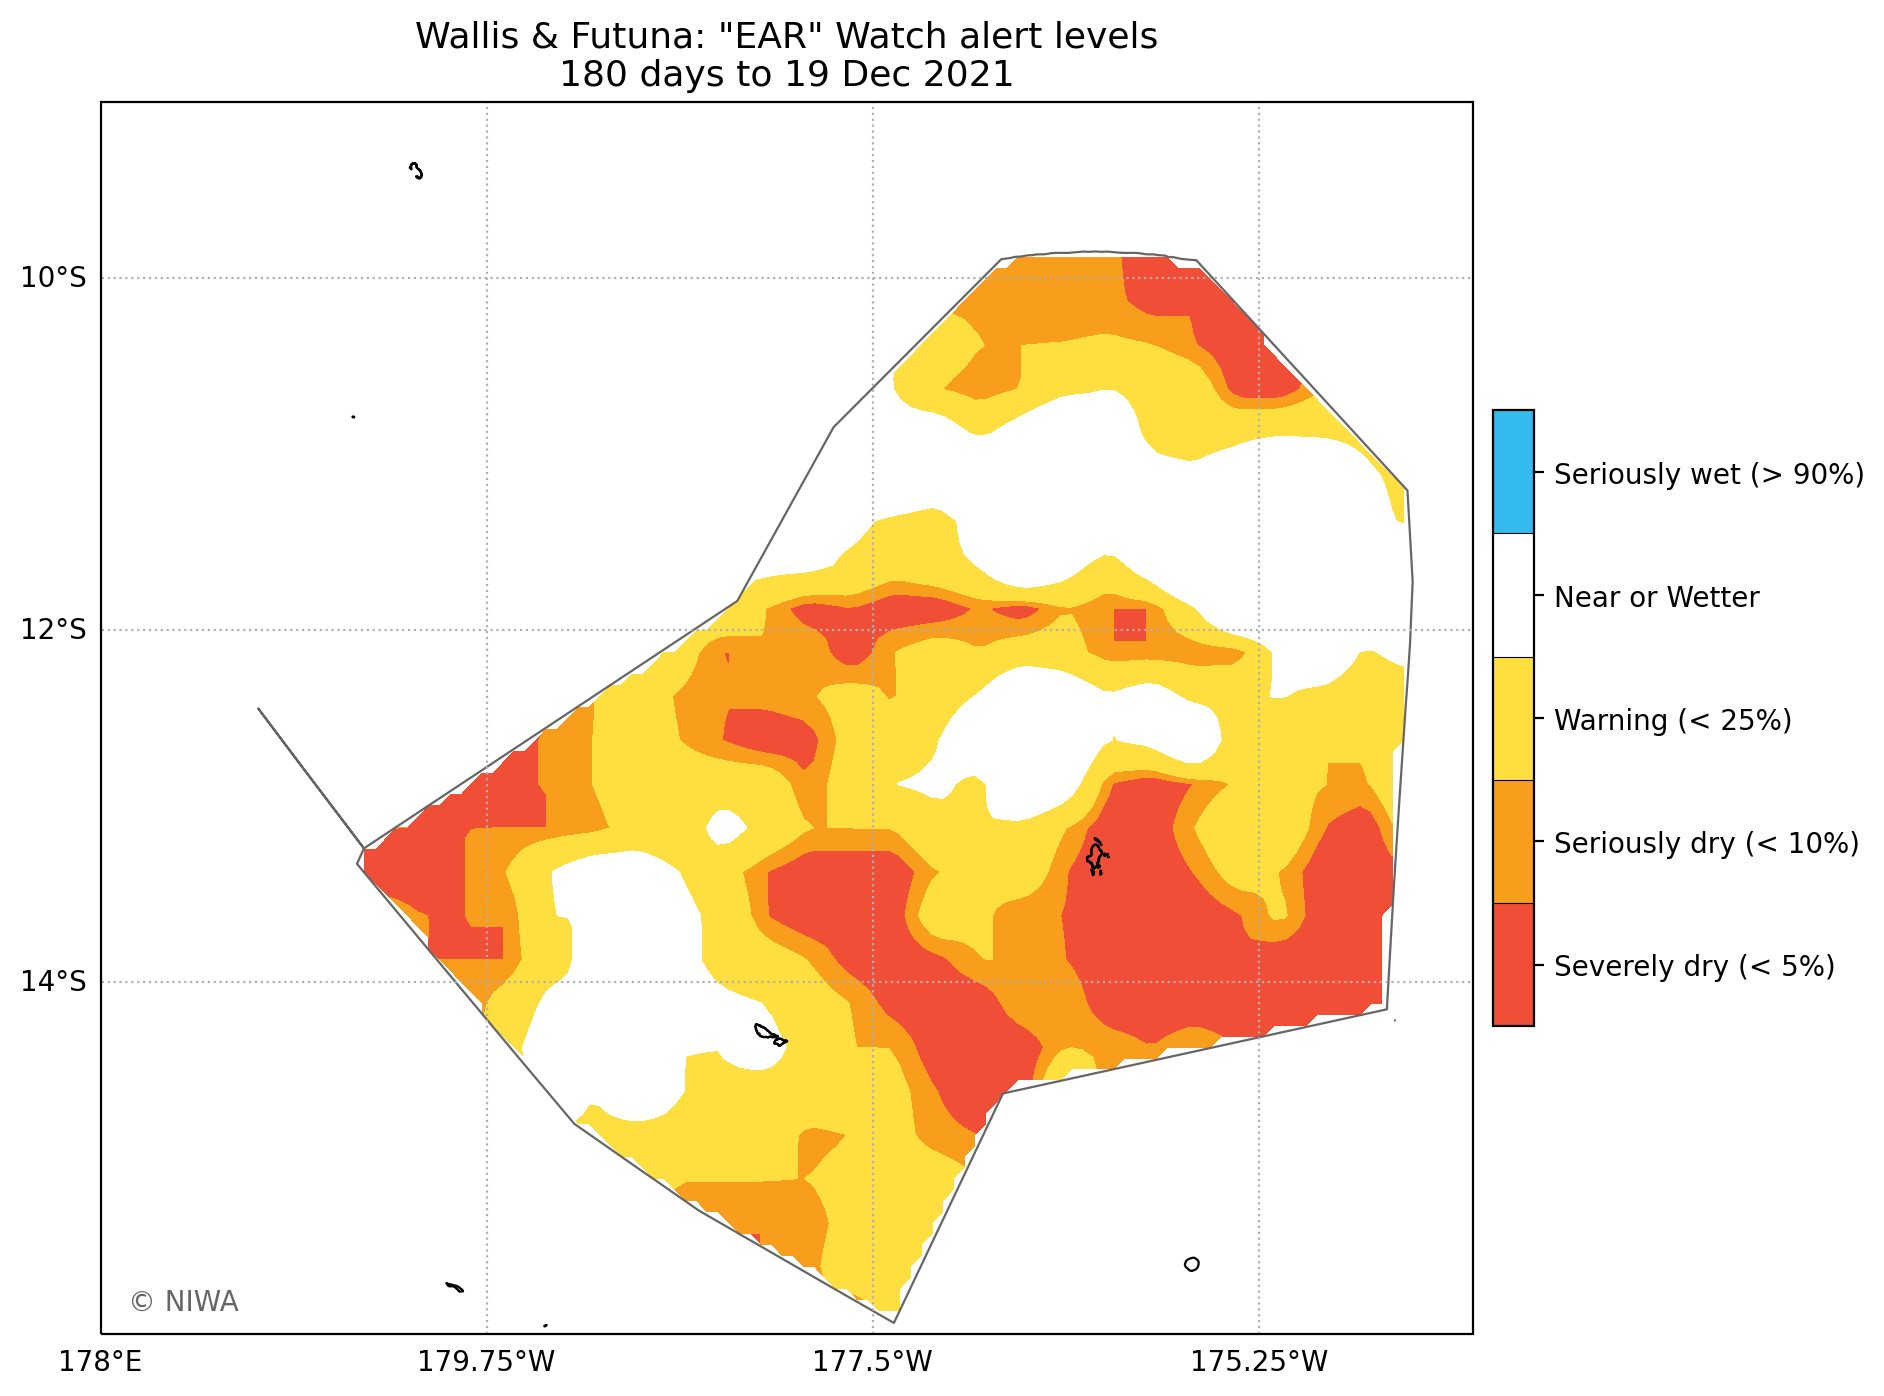 Wallis & Futuna: "EAR" Watch alert levels
180 days to 19 Dec 2021
10°S
12°S
14°S
178°E
179.75°W
177.5°W
175.25°W
Seriously wet (> 90%)
Near or Wetter
Warning (< 25%)
Seriously dry (< 10%)
Severely dry (< 5%)
© NIWA